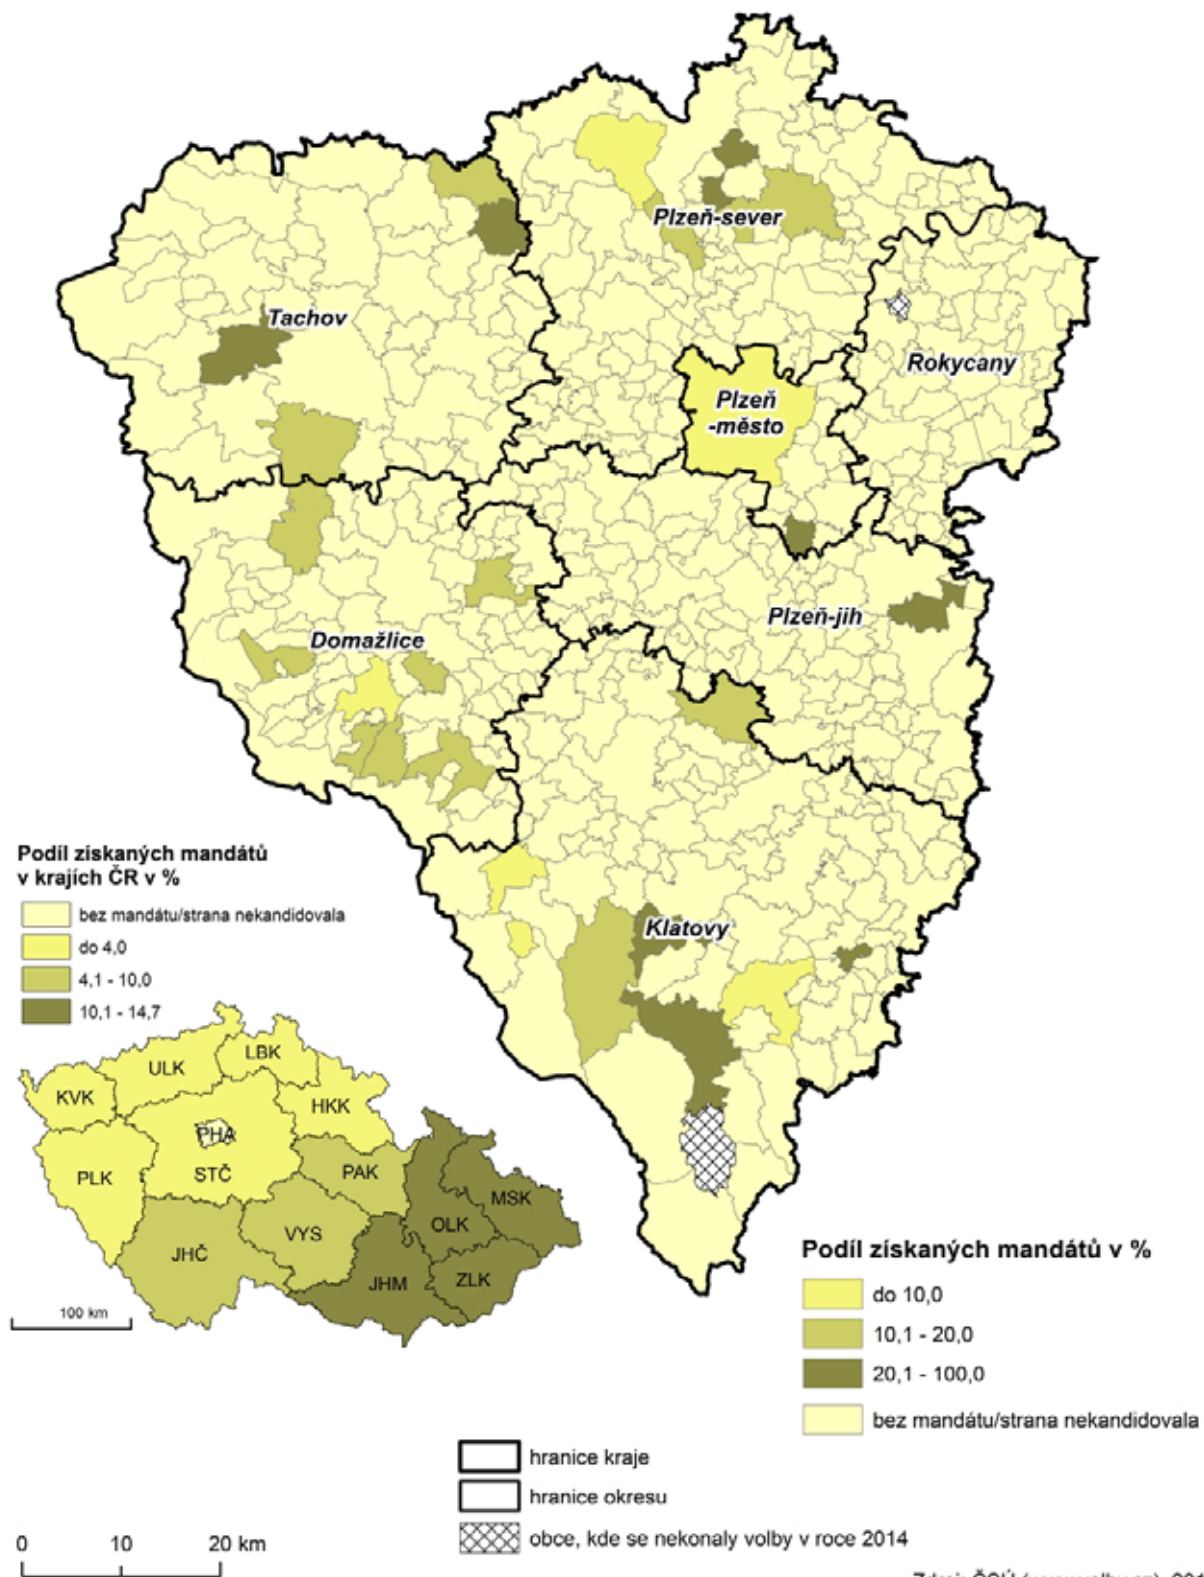 Plzeň-sever
Tachov
Rokycany
Plzeň
-město
Plzeň-jih
Domažlice
Klatovy
Podíl získaných mandátů
v krajích ČR v %
bez mandátu/strana nekandidovala
do 4,0
4,1 - 10,0
10,1 - 14,7
LBK
ULK
KVK
HKK
PHA
PAK
PLK
STČ
MSK
OLK
VYS
JHČ
ZLK
JHM
100 km
Podíl získaných mandátů v %
do 10,0
10,1 - 20,0
20,1 - 100,0
bez mandátu/strana nekandidovala
hranice kraje
hranice okresu
obce, kde se nekonaly volby v roce 2014
0 10 20 km